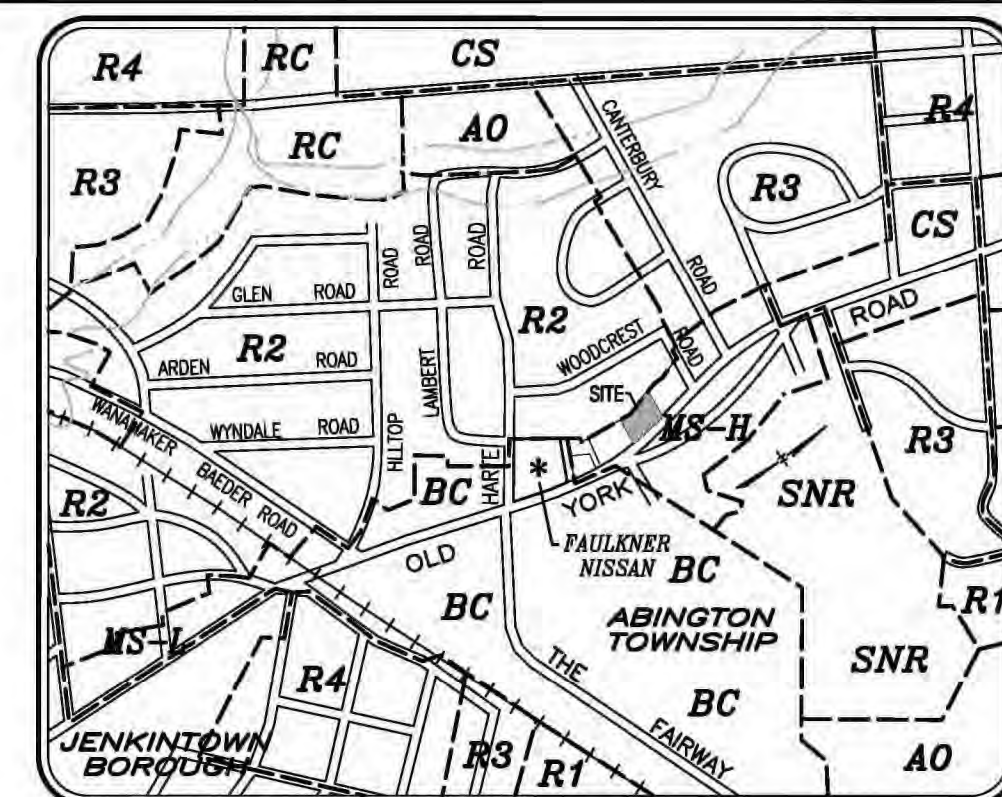 R4
RC
CS
R3
RC
AO
CANTERBURY
ROAD
R3
R4
CS
ROAD
ROAD
ROAD
GLEN ROAD
R2
R2
ARDEN ROAD
LAMBERT
WOODCREST
ROAD
ROAD
SITE
MS-H
R3
WANAMAKER
WYNDALE ROAD
HLLTOP
BAEDER ROAD
R2
BC
HARTE
*
YORK
SNR
OLD
FAULKNER
NISSAN
BC
R1
BC
ABINGTON
TOWNSHIP
MS-L
SNR
R4
THE
BC
FAIRWAY
JENKINTOWN
BOROUGH
R3
R1
AO